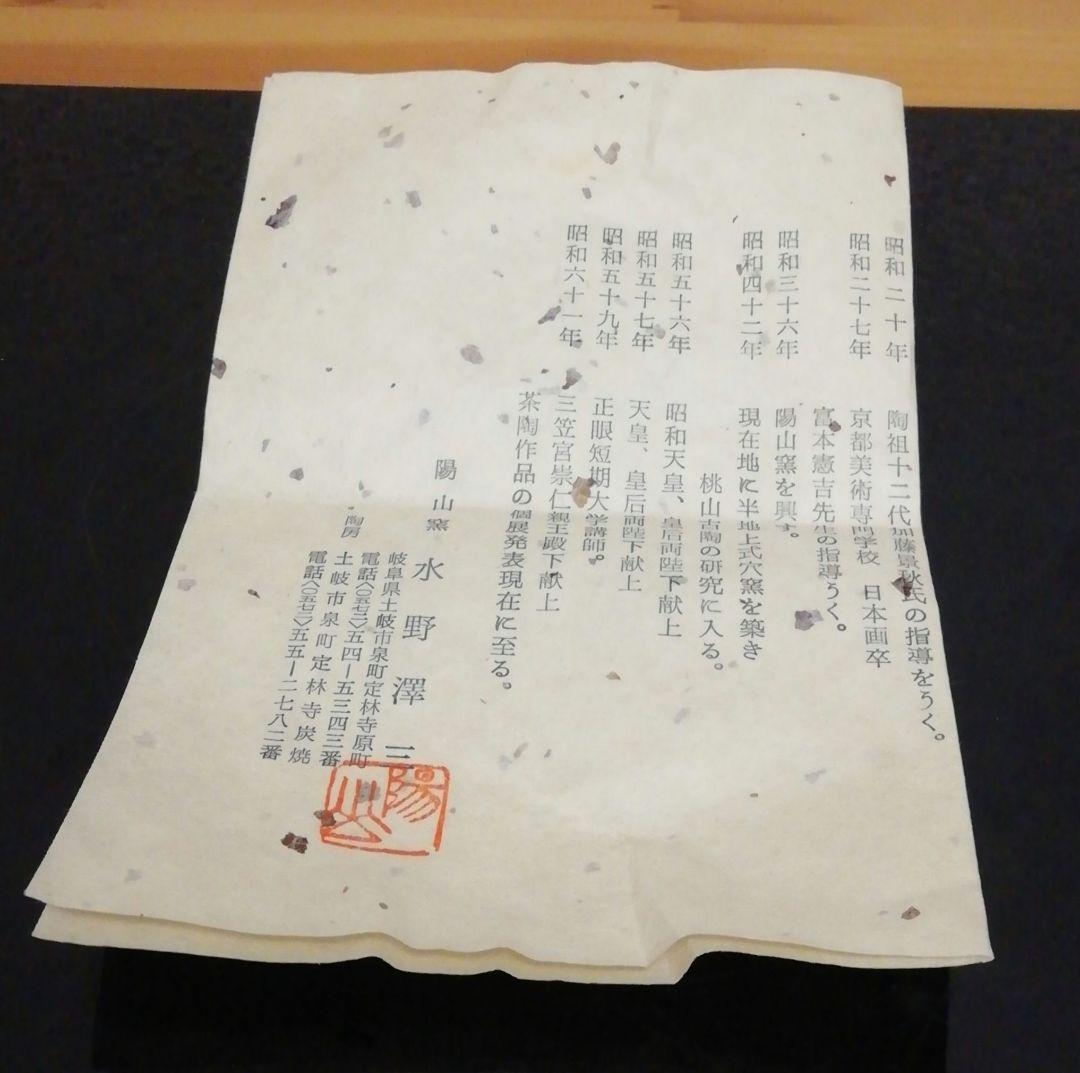 昭和二十年 陶祖十二代加藤景秋氏の指導をうく。
昭和二十七年 京都美術専門学校 日本画卒
富本憲吉先生の指導うく。
昭和三十六年 陽山窯を興す。
昭和四十二年 現在地に半地上式穴窯を築き
桃山古陶の研究に入る。
昭和五十六年 昭和天皇、皇后両陛下献上
昭和五十七年 天皇、皇后両陛下献上
昭和五十九年 正眼短期大学講師。
昭和六十一年 三笠宮崇仁親王殿下献上
茶陶作品の個展発表現在に至る。
陽山窯 水野澤三
岐阜県土岐市泉町定林寺原町
電話〈〇五七二〉五四ー五三四三番
陶房 土岐市泉町定林寺炭焼
電話〈〇五七二〉五五ー二七八二番
陽山